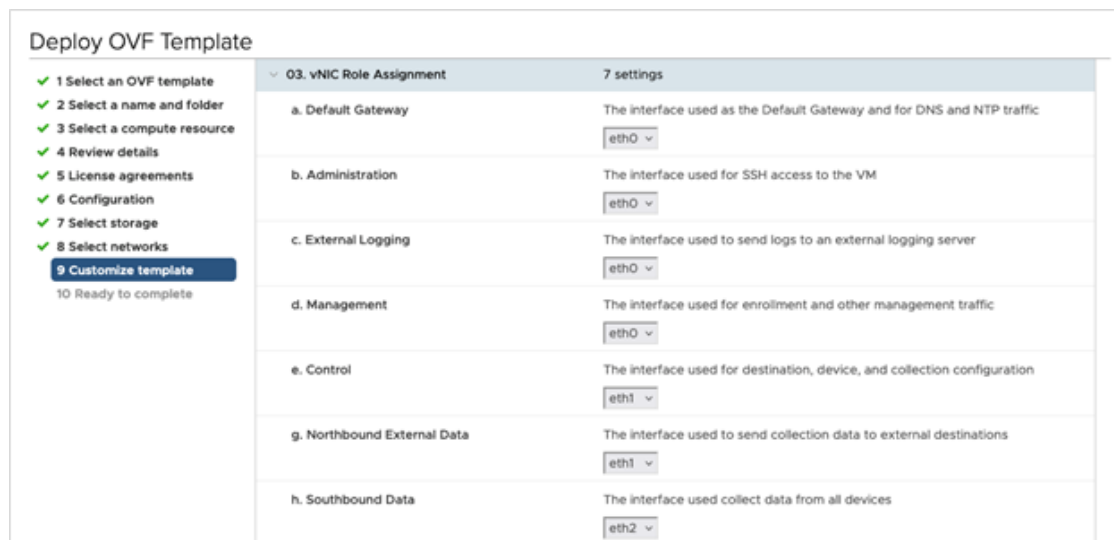 Deploy OVF Template
1 Select an OVF template
2 Select a name and folder
3 Select a compute resource
4 Review details
5 License agreements
6 Configuration
7 Select storage
8 Select networks
9 Customize template
10 Ready to complete
03. vNIC Role Assignment 7 settings
a. Default Gateway The interface used as the Default Gateway and for DNS and NTP traffic
eth0
b. Administration The interface used for SSH access to the VM
eth0
c. External Logging The interface used to send logs to an external logging server
eth0
d. Management The interface used for enrollment and other management traffic
eth0
e. Control The interface used for destination, device, and collection configuration
eth1
g. Northbound External Data The interface used to send collection data to external destinations
eth1
h. Southbound Data The interface used collect data from all devices
eth2